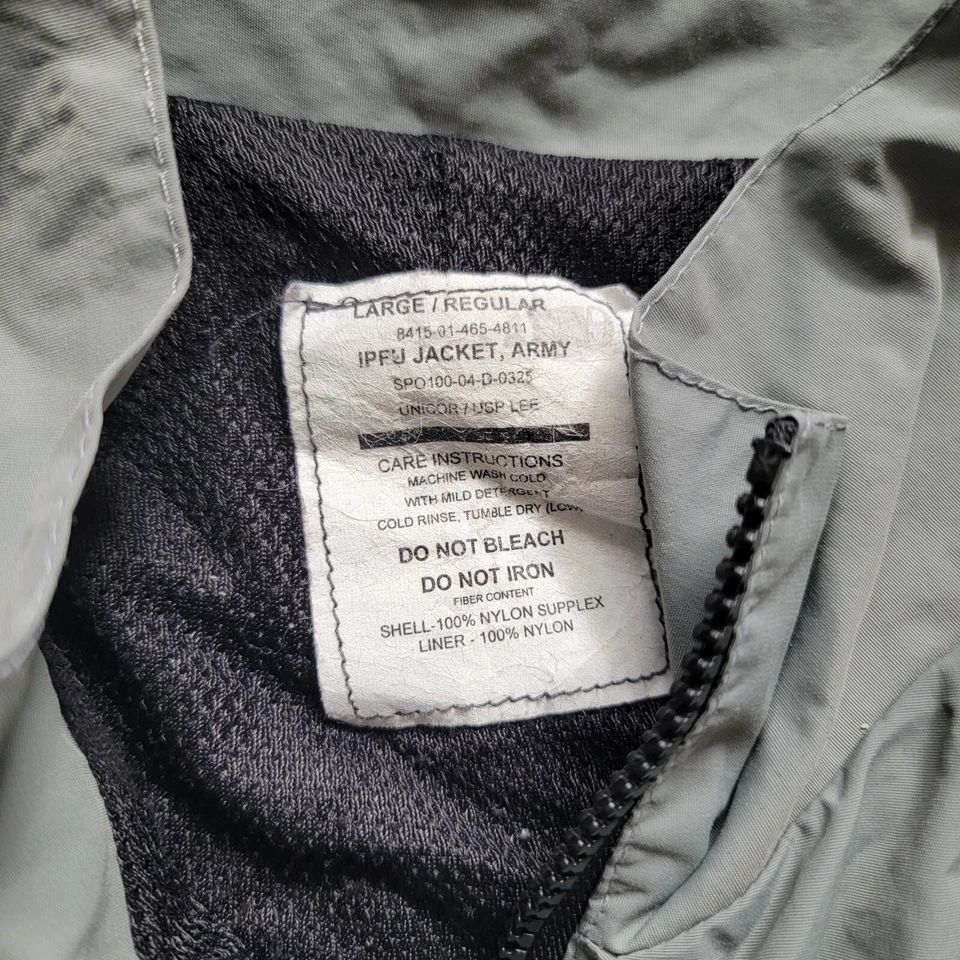 LARGE / REGULAR
8415-01-465-4811
IPFU JACKET, ARMY
SPO100-04-D-0325
UNICOR / USP LEE
CARE INSTRUCTIONS
MACHINE WASH COLD
WITH MILD DETERGENT
COLD RINSE, TUMBLE DRY (LOW)
DO NOT BLEACH
DO NOT IRON
FIBER CONTENT
SHELL-100% NYLON SUPPLEX
LINER - 100% NYLON